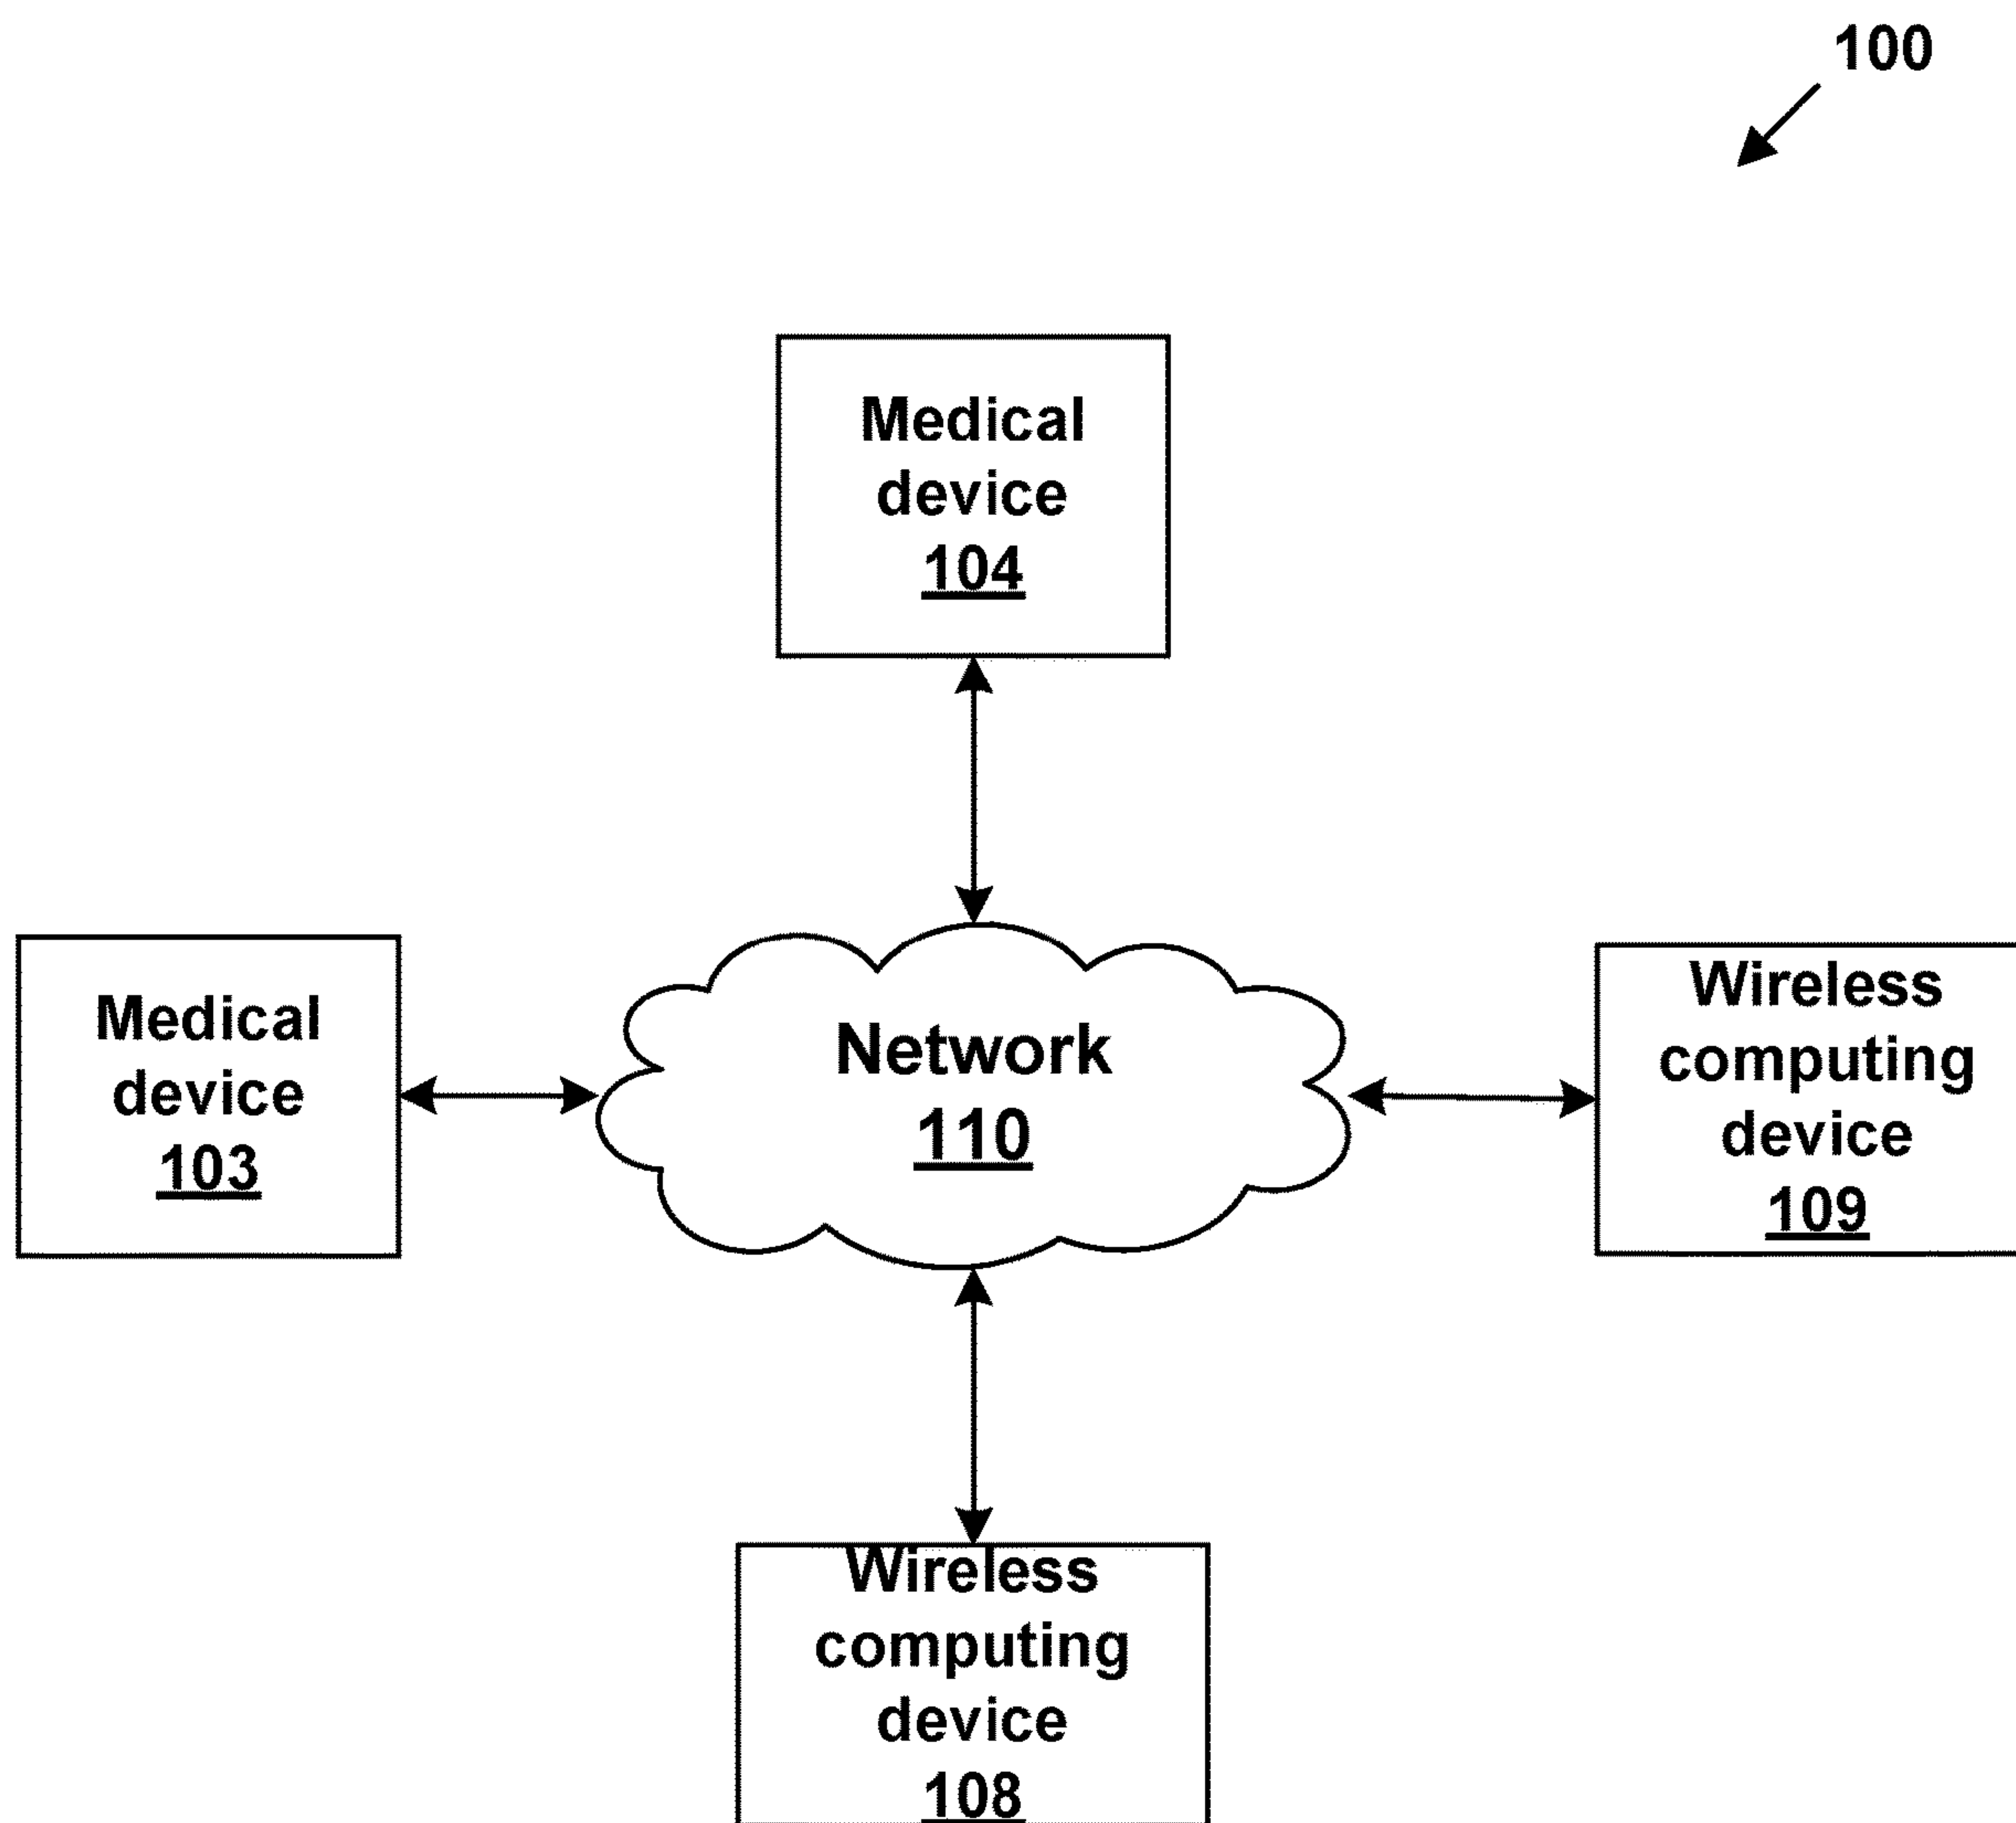 100
Medical
device
104
Medical
device
103
Network
110
Wireless
computing
device
109
Wireless
computing
device
108